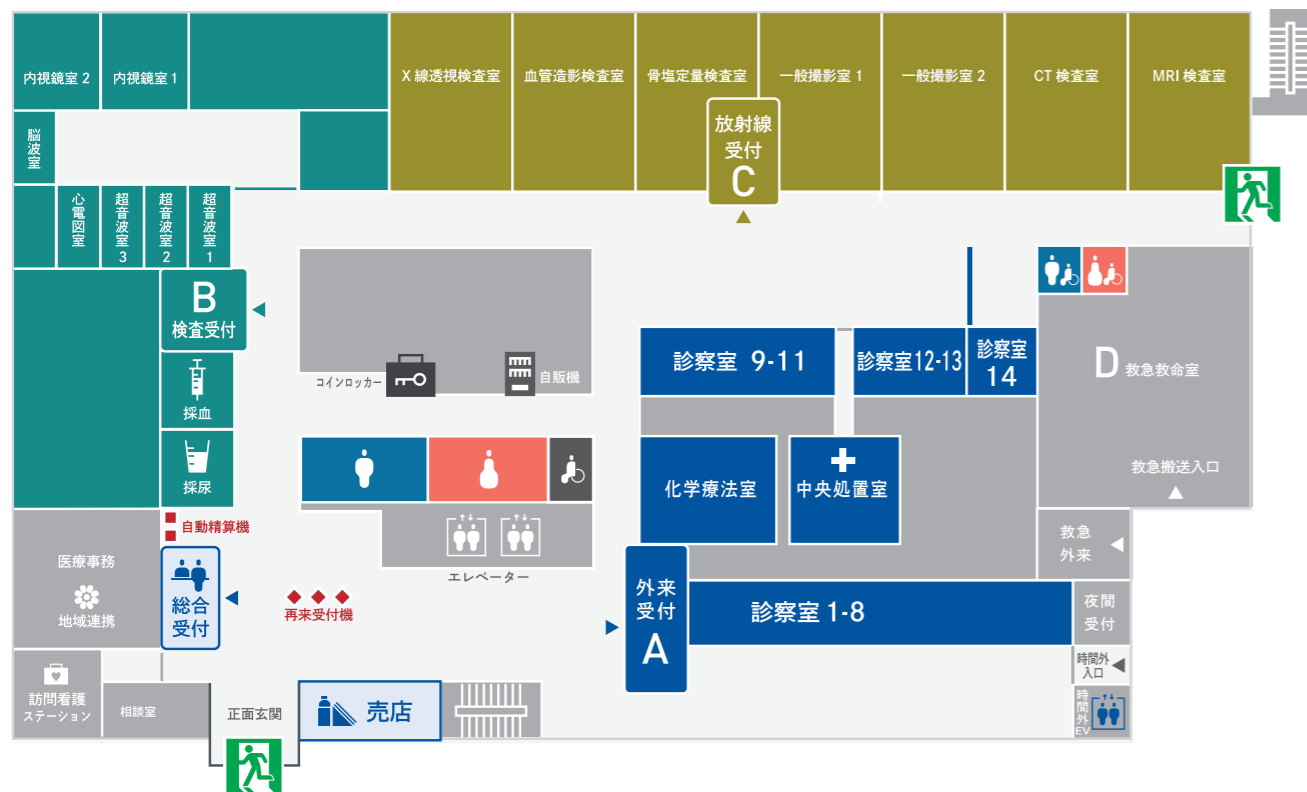 内視鏡室 2
内視鏡室 1
X 線透視検査室
血管造影検査室
骨塩定量検査室
一般撮影室 1
一般撮影室 2
CT 検査室
MRI 検査室
放射線
受付
C
脳波室
心電図室
超音波室3
超音波室2
超音波室1
B
検査受付
採血
採尿
コインロッカー
自販機
診察室 9-11
診察室12-13
診察室
14
D 救急救命室
救急搬送入口
化学療法室
中央処置室
自動精算機
医療事務
地域連携
総合
受付
再来受付機
エレベーター
外来
受付
A
診察室 1-8
救急
外来
夜間
受付
時間外
入口
時間外EV
訪問看護
ステーション
相談室
正面玄関
売店